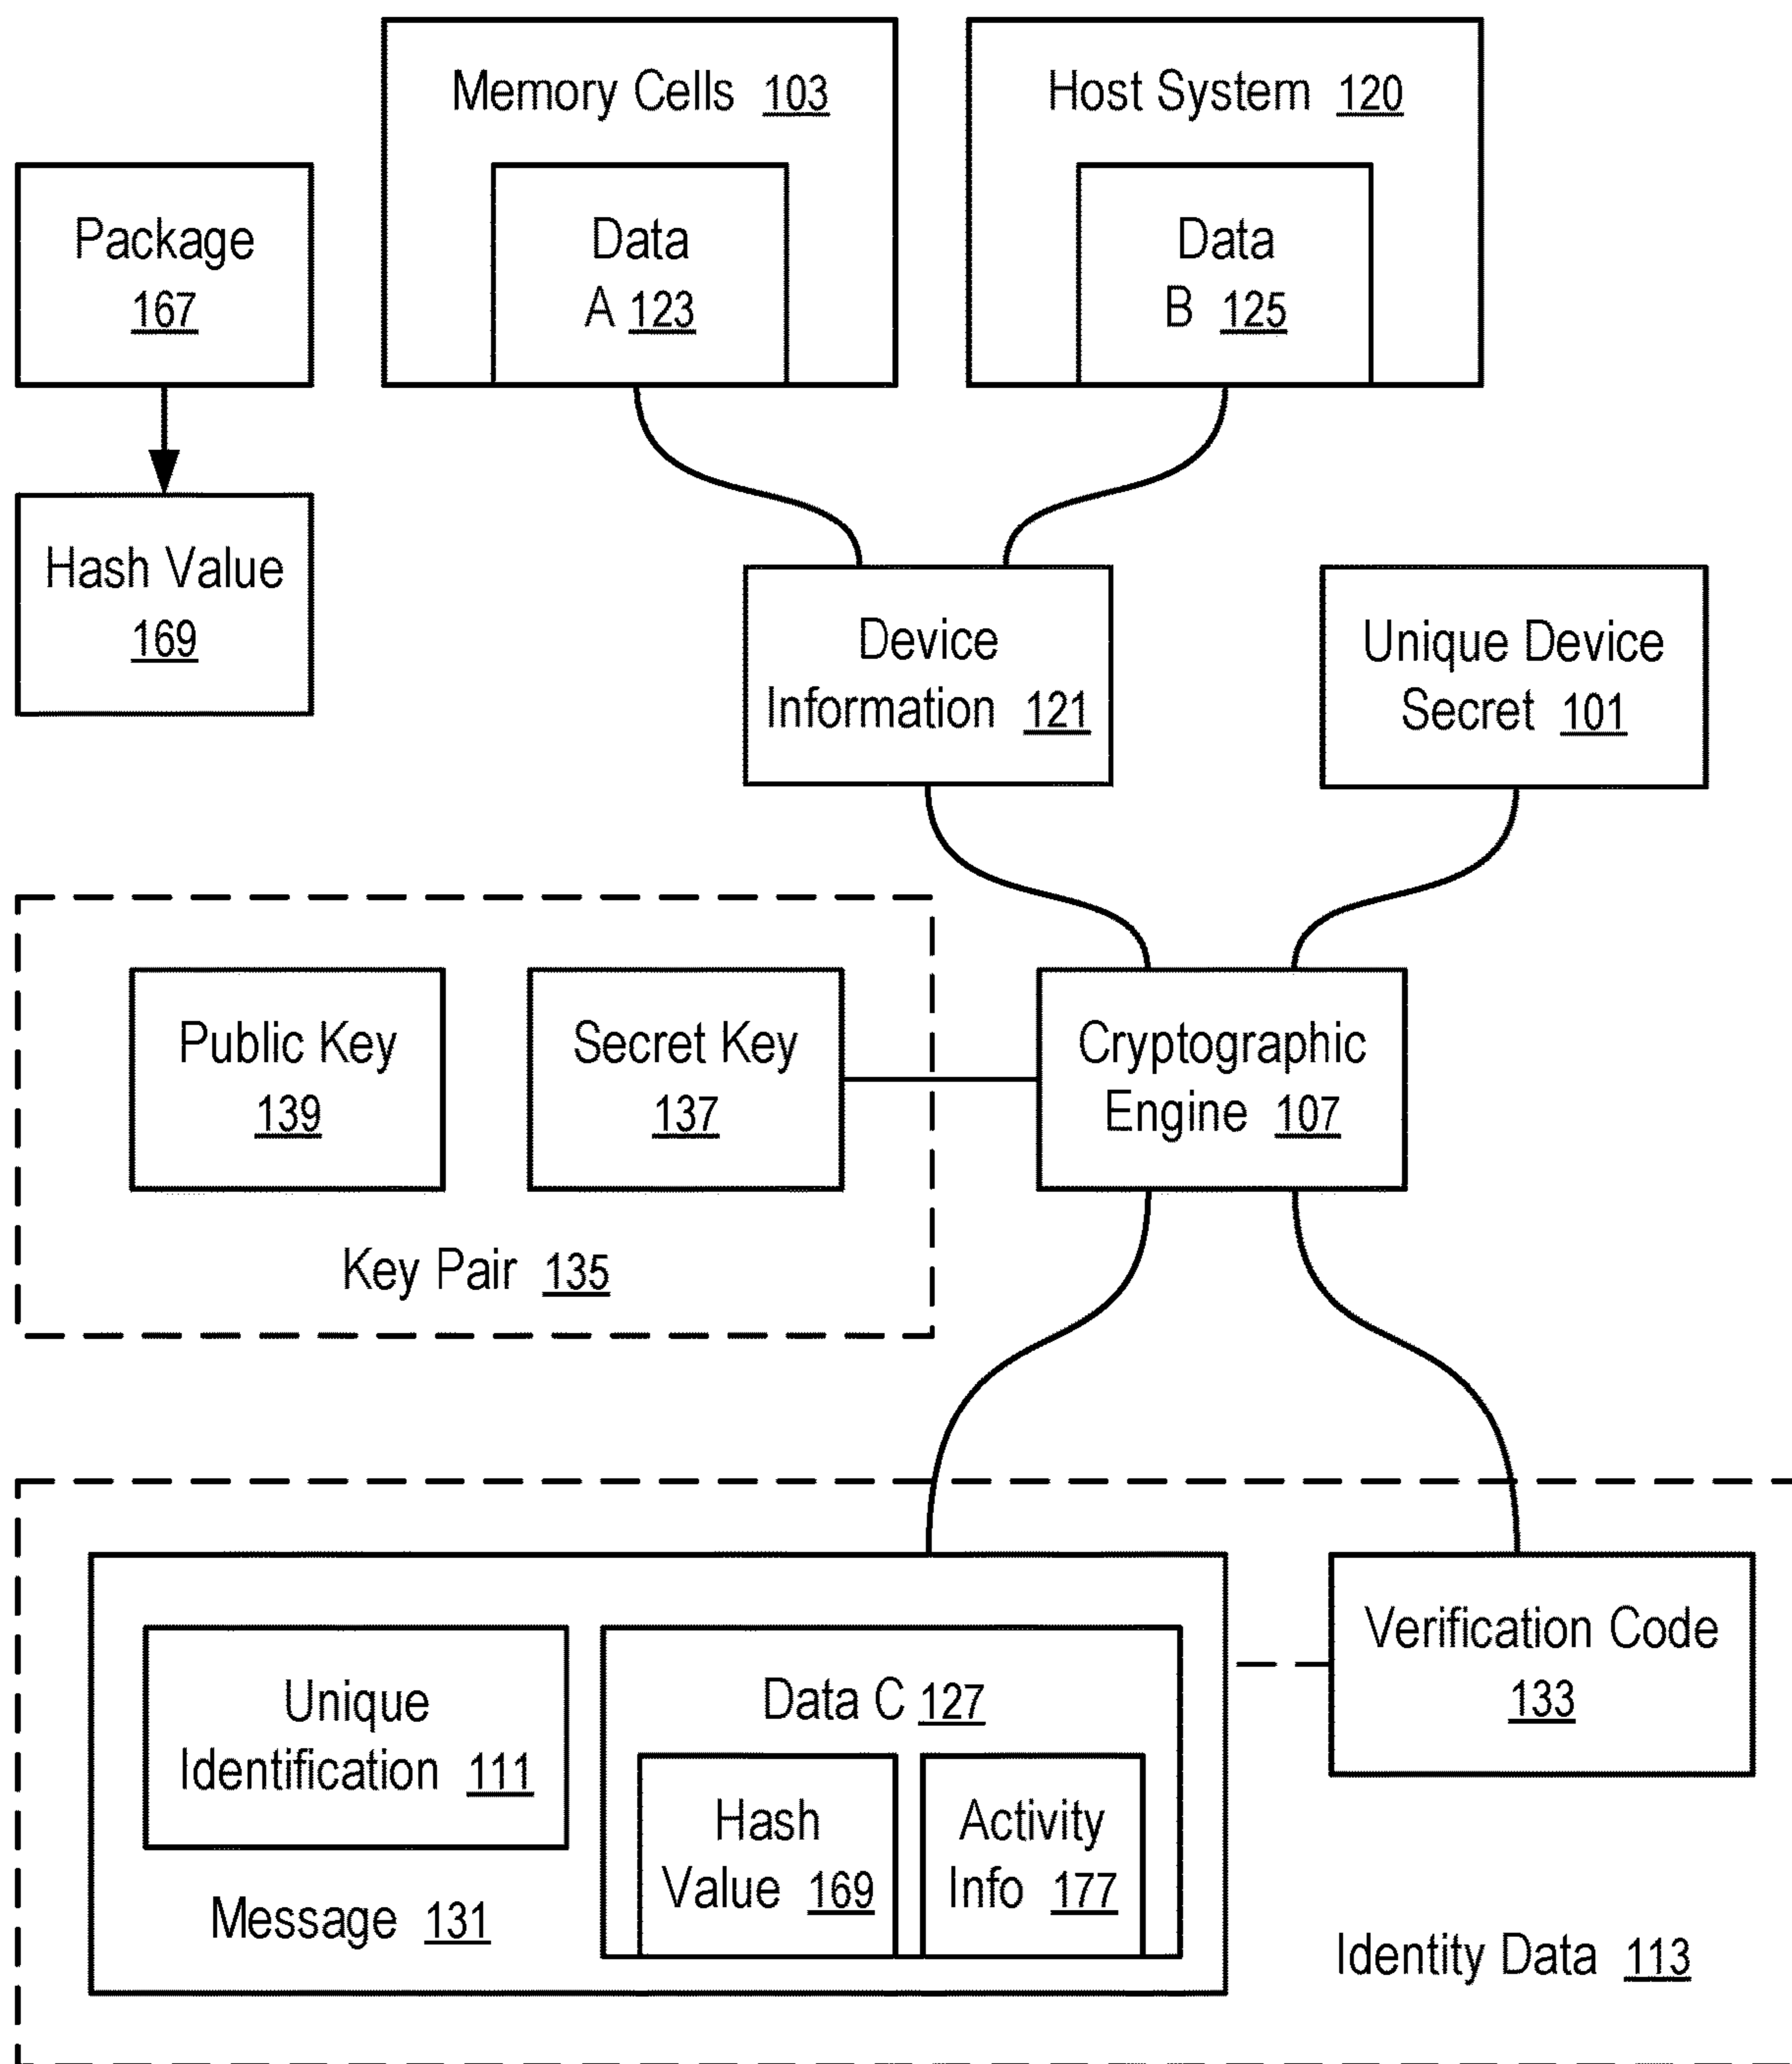 Memory Cells 103
Host System 120
Package
167
Data
A 123
Data
B 125
Hash Value
169
Device
Information 121
Unique Device
Secret 101
Public Key
139
Secret Key
137
Cryptographic
Engine 107
Key Pair 135
Unique
Identification 111
Data C 127
Hash
Value 169
Activity
Info 177
Message 131
Verification Code
133
Identity Data 113